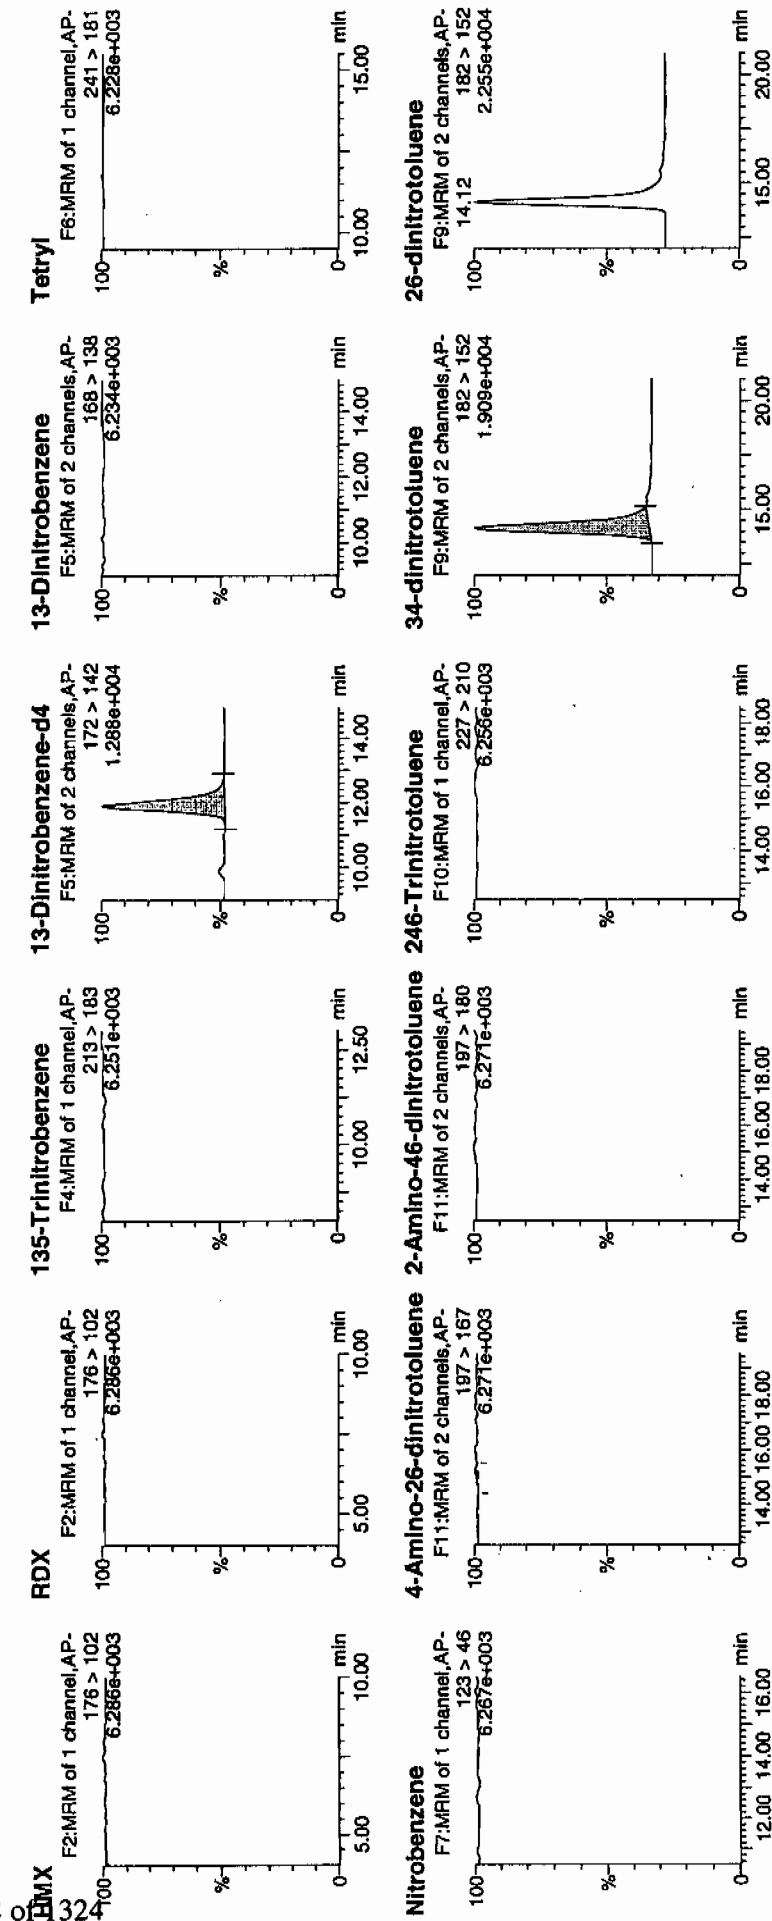 HMX
F2:MRM of 1 channel,AP-
176 > 102
6.286e+003
100
%
0
5.00
10.00
min
RDX
F2:MRM of 1 channel,AP-
176 > 102
6.286e+003
100
%
0
5.00
10.00
min
135-Trinitrobenzene
F4:MRM of 1 channel,AP-
213 > 183
6.251e+003
100
%
0
10.00
12.50
min
13-Dinitrobenzene-d4
F5:MRM of 2 channels,AP-
172 > 142
1.288e+004
100
%
0
10.00
12.00
14.00
min
13-Dinitrobenzene
F5:MRM of 2 channels,AP-
168 > 138
6.234e+003
100
%
0
10.00
12.00
14.00
min
Tetryl
F6:MRM of 1 channel,AP-
241 > 181
6.228e+003
100
%
0
10.00
15.00
min
Nitrobenzene
F7:MRM of 1 channel,AP-
123 > 46
6.267e+003
100
%
0
12.00
14.00
16.00
min
4-Amino-26-dinitrotoluene
F11:MRM of 2 channels,AP-
197 > 167
6.271e+003
100
%
0
14.00
16.00
18.00
min
2-Amino-46-dinitrotoluene
F11:MRM of 2 channels,AP-
197 > 180
6.271e+003
100
%
0
14.00
16.00
18.00
min
246-Trinitrotoluene
F10:MRM of 1 channel,AP-
227 > 210
6.256e+003
100
%
0
14.00
16.00
18.00
min
34-dinitrotoluene
F9:MRM of 2 channels,AP-
182 > 152
1.909e+004
100
%
0
15.00
20.00
min
26-dinitrotoluene
F9:MRM of 2 channels,AP-
182 > 152
2.255e+004
14.12
100
%
0
15.00
20.00
min
of 1324